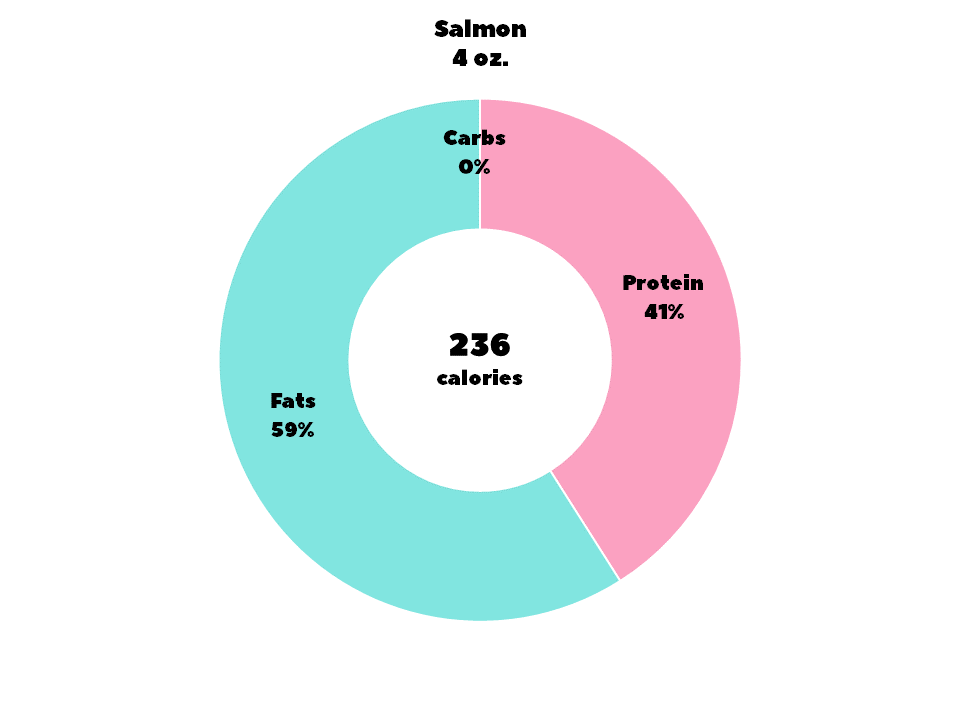 Salmon
4 oz.
Carbs
0%
Protein
41%
236
calories
Fats
59%